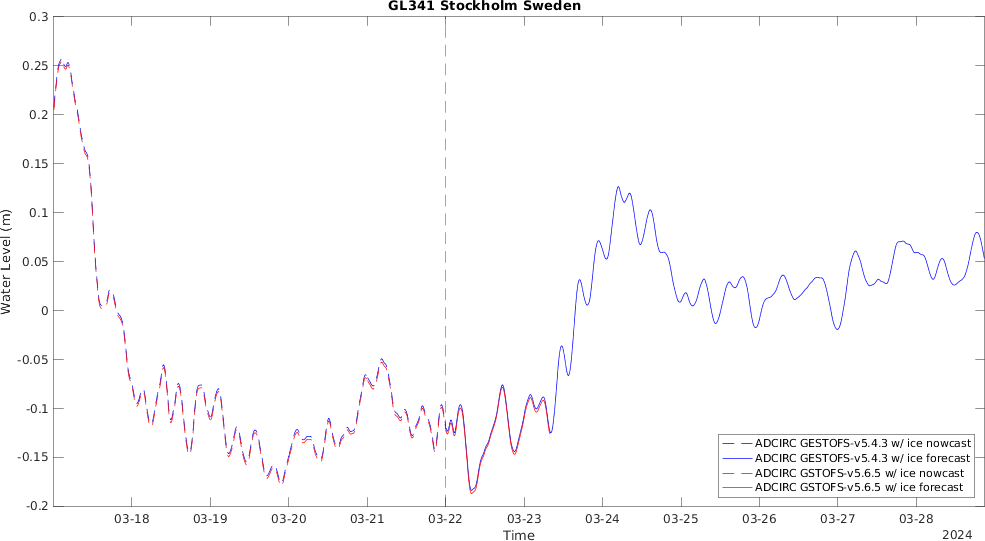 GL341 Stockholm Sweden
0.3
0.25
0.2
0.15
0.1
0.05
0
-0.05
-0.1
-0.15
-0.2
Water Level (m)
ADCIRC GESTOFS-v5.4.3 w/ ice nowcast
ADCIRC GESTOFS-v5.4.3 w/ ice forecast
ADCIRC GSTOFS-v5.6.5 w/ ice nowcast
ADCIRC GSTOFS-v5.6.5 w/ ice forecast
03-18 03-19 03-20 03-21 03-22 03-23 03-24 03-25 03-26 03-27 03-28
Time
2024